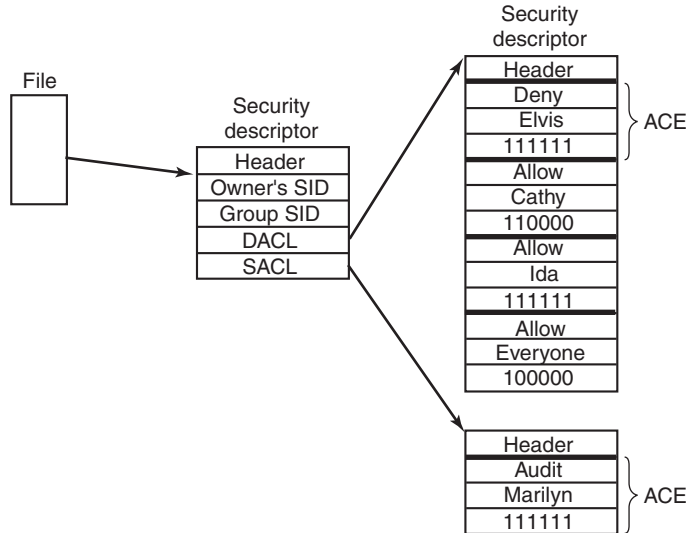 File
Security
descriptor
Header
Owner's SID
Group SID
DACL
SACL
Security
descriptor
Header
Deny
Elvis
111111
ACE
Allow
Cathy
110000
Allow
Ida
111111
Allow
Everyone
100000
Header
Audit
Marilyn
111111
ACE